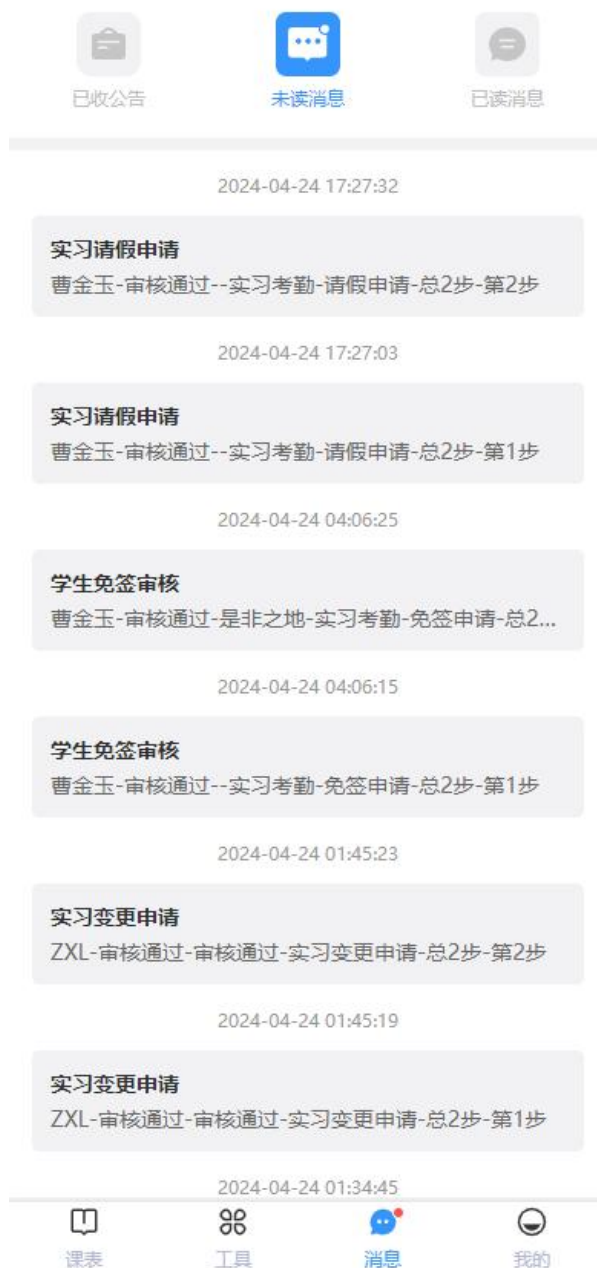 已收公告
未读消息
已读消息
2024-04-24 17:27:32
实习请假申请
曹金玉-审核通过--实习考勤-请假申请-总2步-第2步
2024-04-24 17:27:03
实习请假申请
曹金玉-审核通过--实习考勤-请假申请-总2步-第1步
2024-04-24 04:06:25
学生免签审核
曹金玉-审核通过-是非之地-实习考勤-免签申请-总2...
2024-04-24 04:06:15
学生免签审核
曹金玉-审核通过--实习考勤-免签申请-总2步-第1步
2024-04-24 01:45:23
实习变更申请
ZXL-审核通过-审核通过-实习变更申请-总2步-第2步
2024-04-24 01:45:19
实习变更申请
ZXL-审核通过-审核通过-实习变更申请-总2步-第1步
2024-04-24 01:34:45
课表
工具
消息
我的